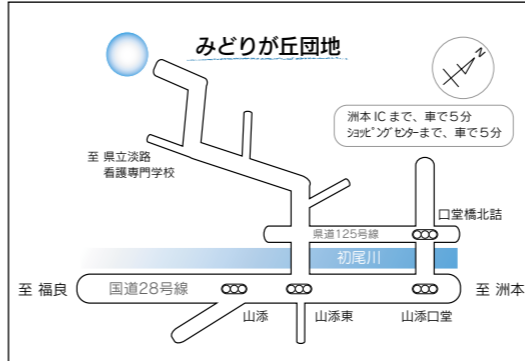 みどりが丘団地
N
洲本ICまで、車で5分
ショッピングセンターまで、車で5分
至 県立淡路
看護専門学校
口堂橋北詰
県道125号線
初尾川
至 福良
国道28号線
至 洲本
山添
山添東
山添口堂